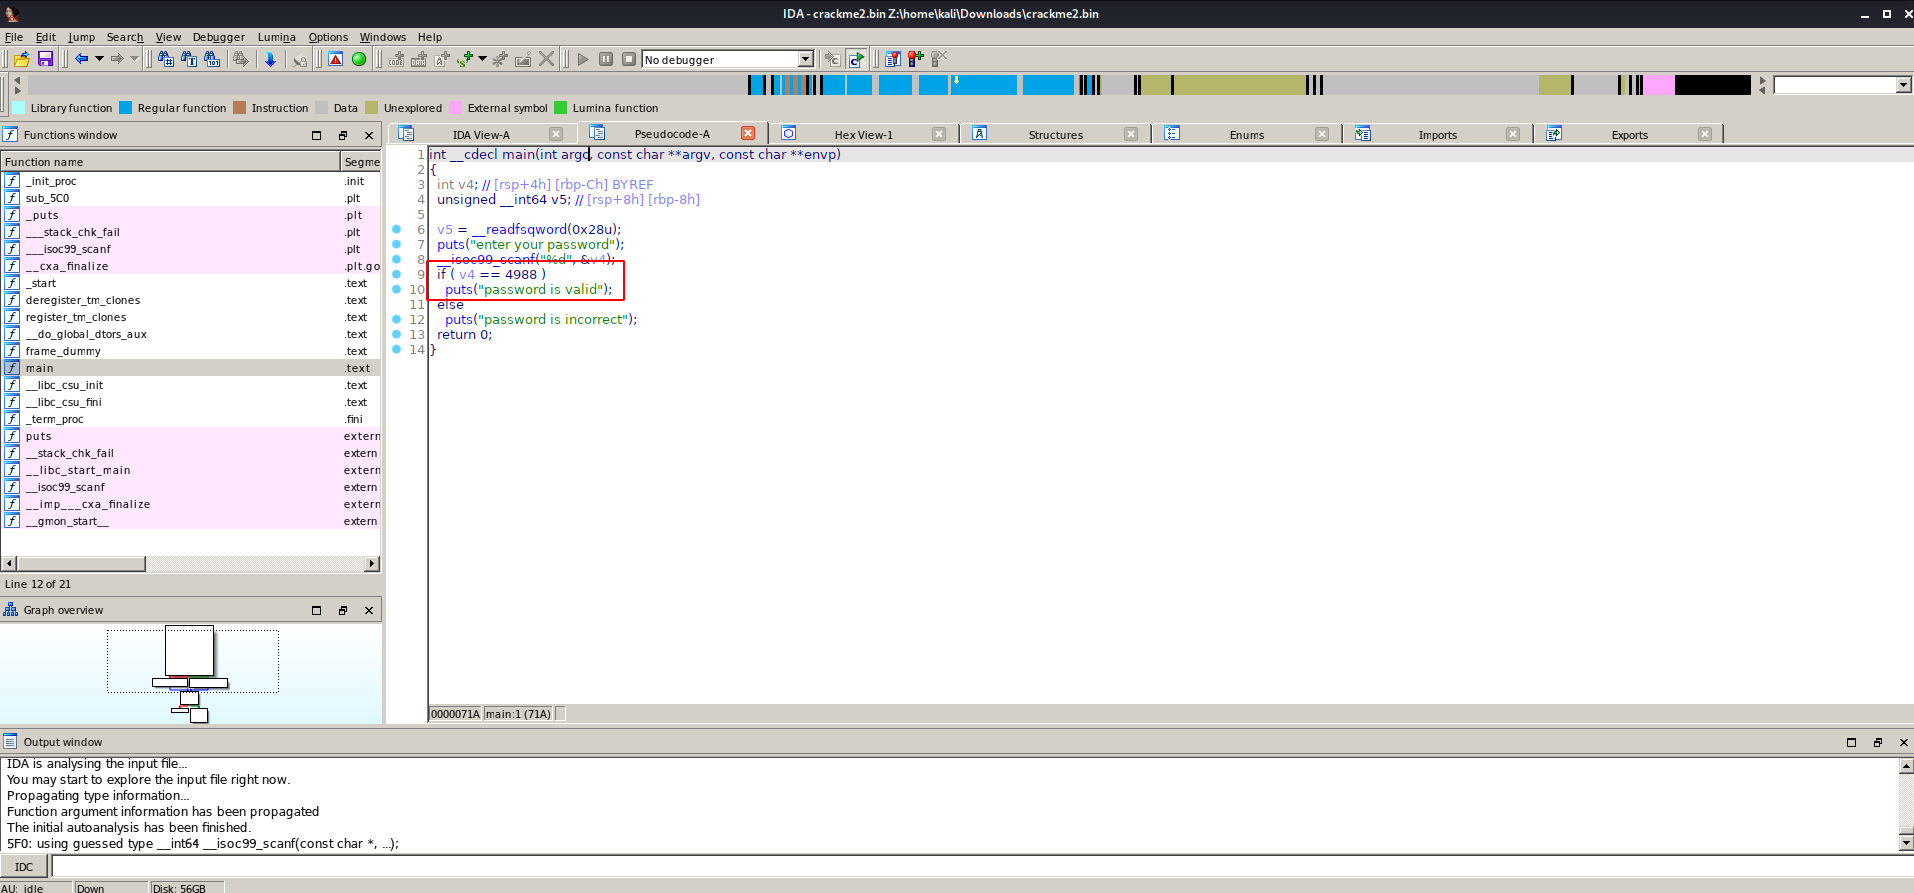 IDA - crackme2.bin Z:\home\kali\Downloads\crackme2.bin
File Edit Jump Search View Debugger Lumina Options Windows Help
No debugger
Library function Regular function Instruction Data Unexplored External symbol Lumina function
Functions window
Function name Segme
_init_proc .init
sub_5C0 .plt
_puts .plt
___stack_chk_fail .plt
___isoc99_scanf .plt
__cxa_finalize .plt.go
_start .text
deregister_tm_clones .text
register_tm_clones .text
__do_global_dtors_aux .text
frame_dummy .text
main .text
__libc_csu_init .text
__libc_csu_fini .text
_term_proc .fini
puts extern
__stack_chk_fail extern
__libc_start_main extern
__isoc99_scanf extern
__imp___cxa_finalize extern
__gmon_start__ extern
Line 12 of 21
Graph overview
IDA View-A Pseudocode-A Hex View-1 Structures Enums Imports Exports
1 int __cdecl main(int argc, const char **argv, const char **envp)
2 {
3 int v4; // [rsp+4h] [rbp-Ch] BYREF
4 unsigned __int64 v5; // [rsp+8h] [rbp-8h]
5
6 v5 = __readfsqword(0x28u);
7 puts("enter your password");
8 __isoc99_scanf("%d", &v4);
9 if ( v4 == 4988 )
10 puts("password is valid");
11 else
12 puts("password is incorrect");
13 return 0;
14 }
0000071A main:1 (71A)
Output window
IDA is analysing the input file...
You may start to explore the input file right now.
Propagating type information...
Function argument information has been propagated
The initial autoanalysis has been finished.
5F0: using guessed type __int64 __isoc99_scanf(const char *, ...);
IDC
AU: idle Down Disk: 56GB